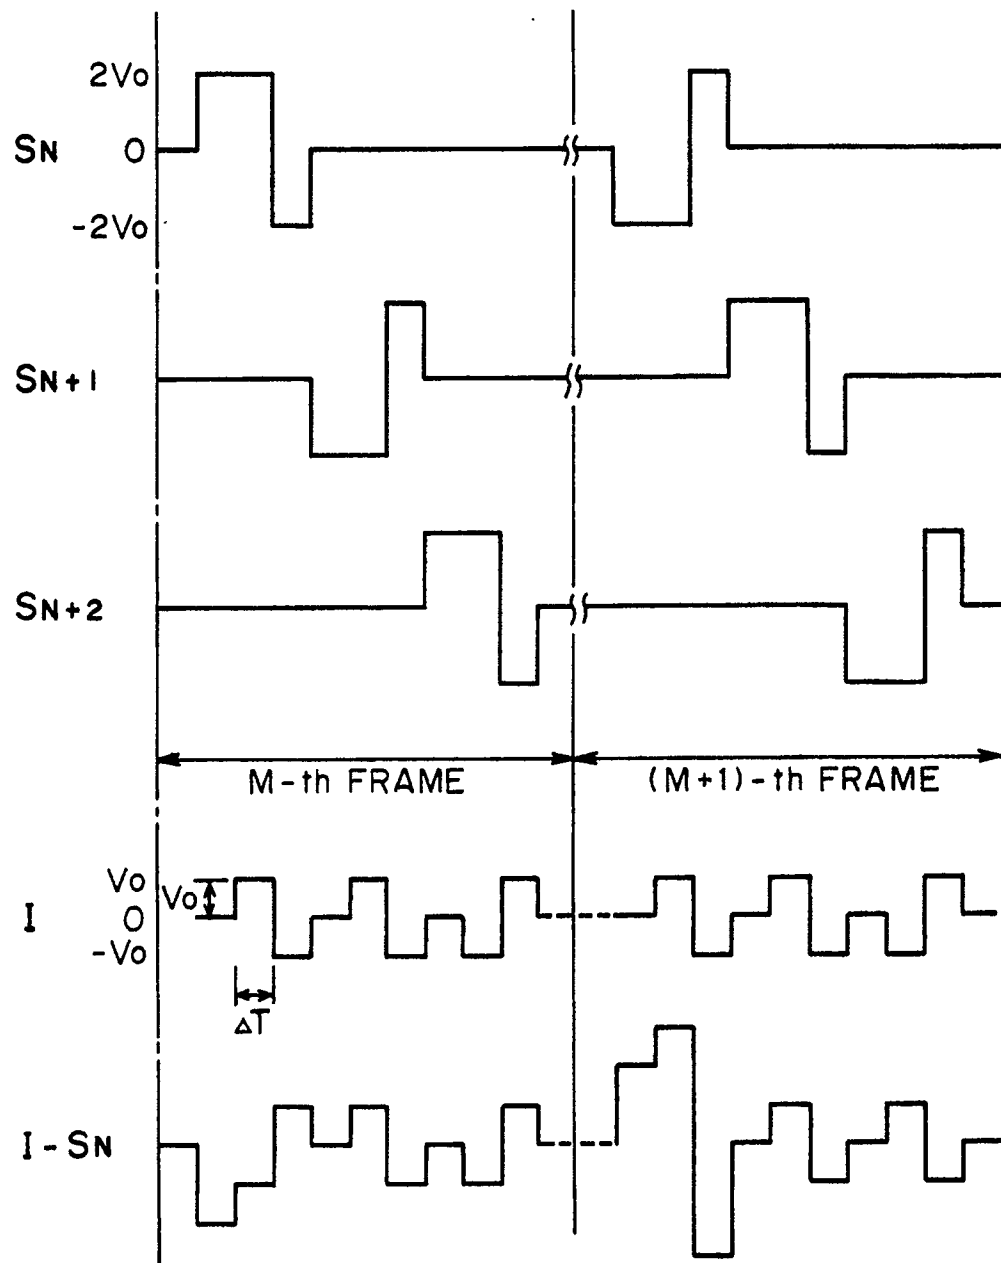 2Vo
SN 0
-2Vo
SN+1
SN+2
M-th FRAME
(M+1)-th FRAME
Vo
Vo
I 0
-Vo
ΔT
I-SN